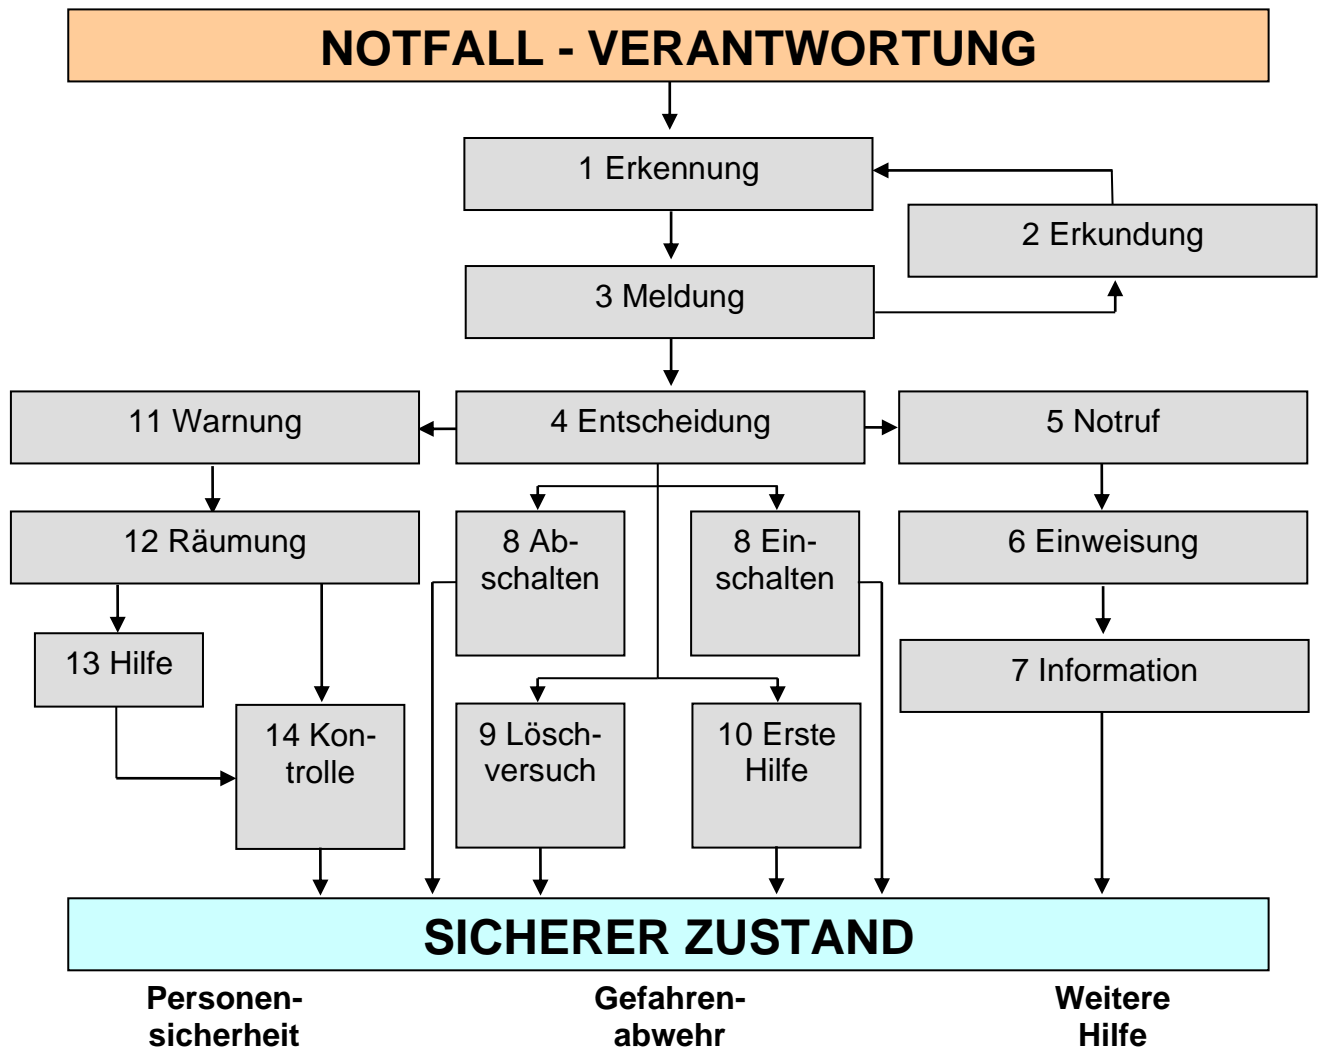 NOTFALL - VERANTWORTUNG
1 Erkennung
2 Erkundung
3 Meldung
11 Warnung
4 Entscheidung
5 Notruf
12 Räumung
8 Ab-
schalten
8 Ein-
schalten
6 Einweisung
13 Hilfe
7 Information
14 Kon-
trolle
9 Lösch-
versuch
10 Erste
Hilfe
SICHERER ZUSTAND
Personen-
sicherheit
Gefahren-
abwehr
Weitere
Hilfe